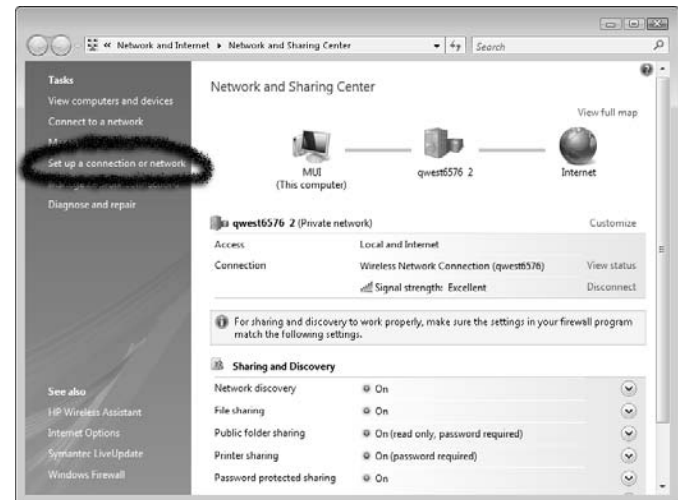 « Network and Internet ▸ Network and Sharing Center
Search
Tasks
View computers and devices
Connect to a network
Set up a connection or network
Diagnose and repair
See also
HP Wireless Assistant
Internet Options
Symantec LiveUpdate
Windows Firewall
Network and Sharing Center
View full map
MUI
(This computer)
qwest6576 2
Internet
qwest6576 2 (Private network) Customize
Access Local and Internet
Connection Wireless Network Connection (qwest6576) View status
Signal strength: Excellent Disconnect
For sharing and discovery to work properly, make sure the settings in your firewall program
match the following settings.
Sharing and Discovery
Network discovery On
File sharing On
Public folder sharing On (read only, password required)
Printer sharing On (password required)
Password protected sharing On